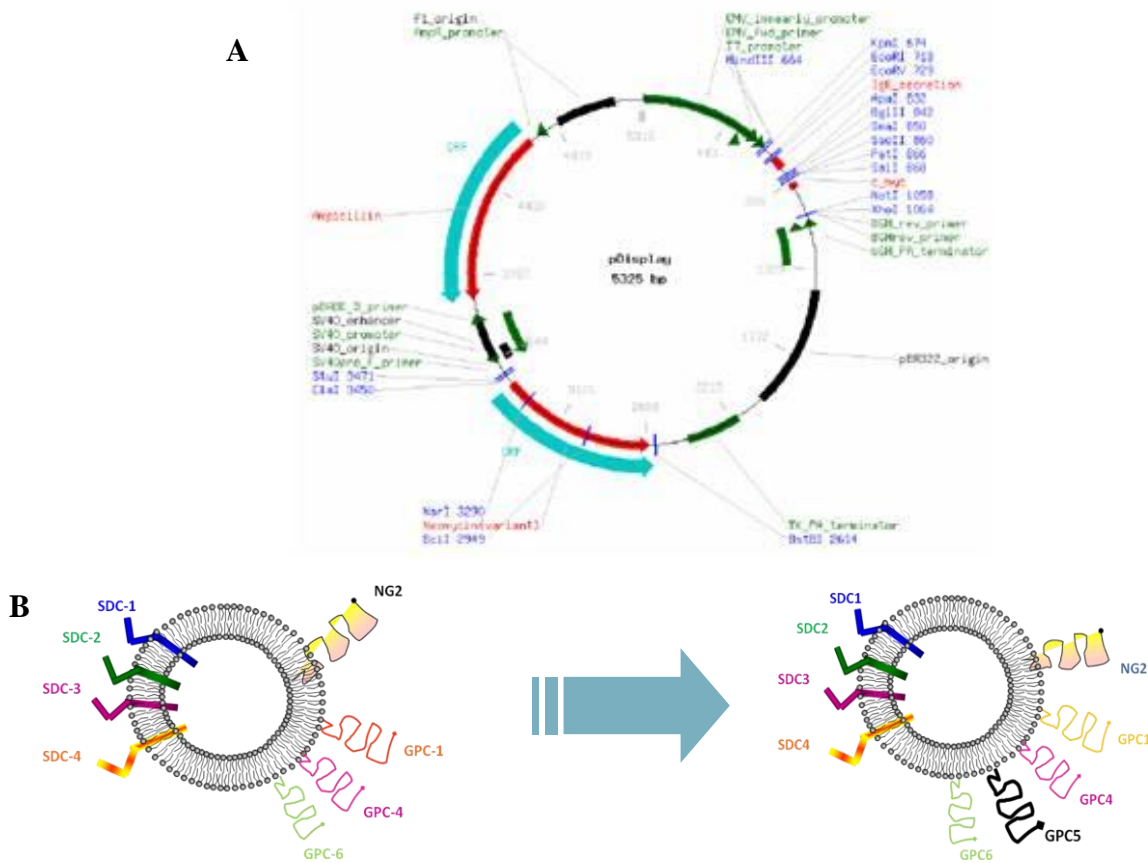 A
F1_origin
AmpR_promoter
CMV_immearly_promoter
CMV_fwd_primer
T7_promoter
HindIII 664
KpnI 674
EcoRI 713
EcoRV 729
IgK_secretion
ApaI 832
BglII 842
SmaI 850
SacII 860
PstI 866
SalI 868
c_myc
NotI 1058
XhoI 1064
BGH_rev_primer
BGHrev_primer
bGH_PA_terminator
ORF
Ampicillin
pDisplay
5325 bp
pBABE_3_primer
SV40_enhancer
SV40_promoter
SV40_origin
SV40pro_F_primer
StuI 3471
ClaI 3450
pBR322_origin
ORF
NarI 3290
BclI 2949
TK_PA_terminator
BstBI 2614
B
SDC-1
SDC-2
SDC-3
SDC-4
NG2
GPC-1
GPC-4
GPC-6
SDC1
SDC2
SDC3
SDC4
NG2
GPC1
GPC4
GPC5
GPC6